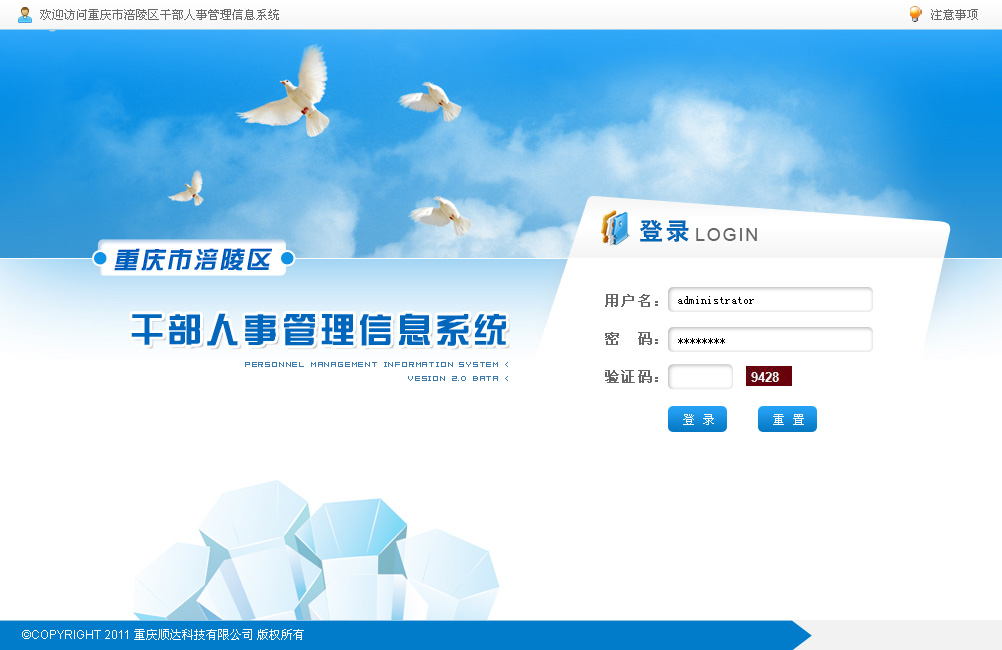 欢迎访问重庆市涪陵区干部人事管理信息系统
注意事项
登录 LOGIN
重庆市涪陵区
干部人事管理信息系统
PERSONNEL MANAGEMENT INFORMATION SYSTEM <
VESION 2.0 BATA <
用户名: administrator
密 码: ********
验证码: 9428
登 录 重 置
©COPYRIGHT 2011 重庆顺达科技有限公司 版权所有